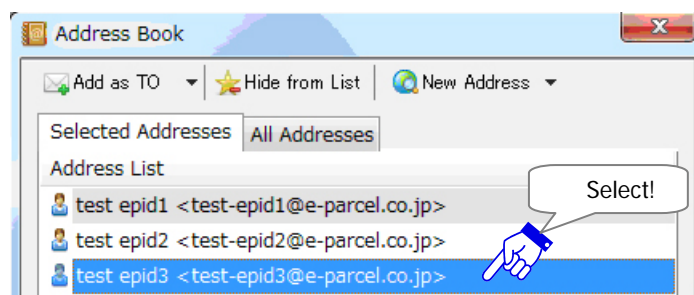 Address Book
Add as TO Hide from List New Address
Selected Addresses All Addresses
Address List
test epid1 <test-epid1@e-parcel.co.jp>
Select!
test epid2 <test-epid2@e-parcel.co.jp>
test epid3 <test-epid3@e-parcel.co.jp>